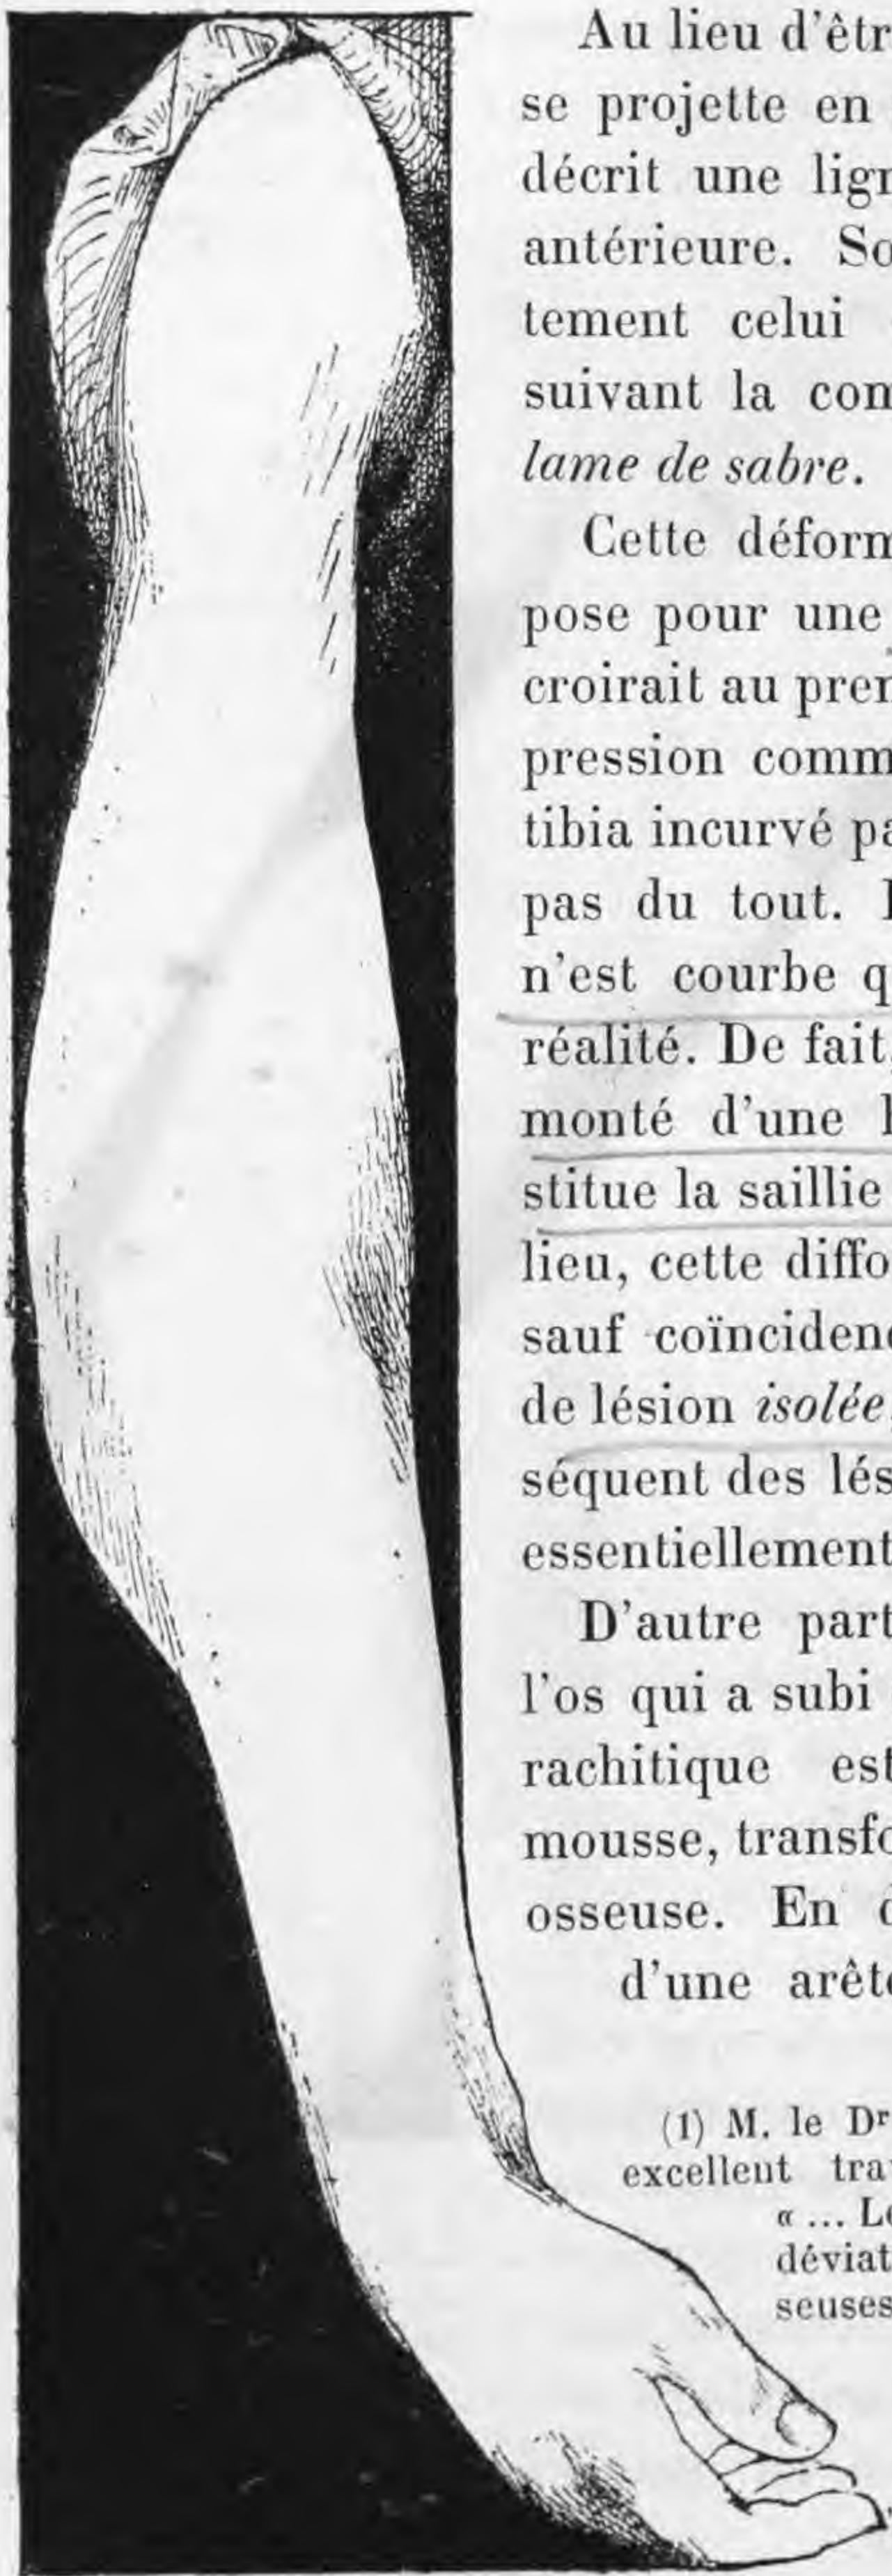 Au lieu d'êtr
se projette en
décrit une lign
antérieure. So
tement celui
suivant la com
lame de sabre.
Cette déform
pose pour une
croirait au prem
pression comm
tibia incurvé pa
pas du tout.
n'est courbe q
réalité. De fait,
monté d'une
stitue la saillie
lieu, cette diffo
sauf coïncidenc
de lésion isolée
séquent des lés
essentiellement
D'autre part
l'os qui a subi
rachitique est
mousse, transfo
osseuse. En d
d'une arête
(1) M. le Dr
excellent tra
« ... Le
déviat
seuses